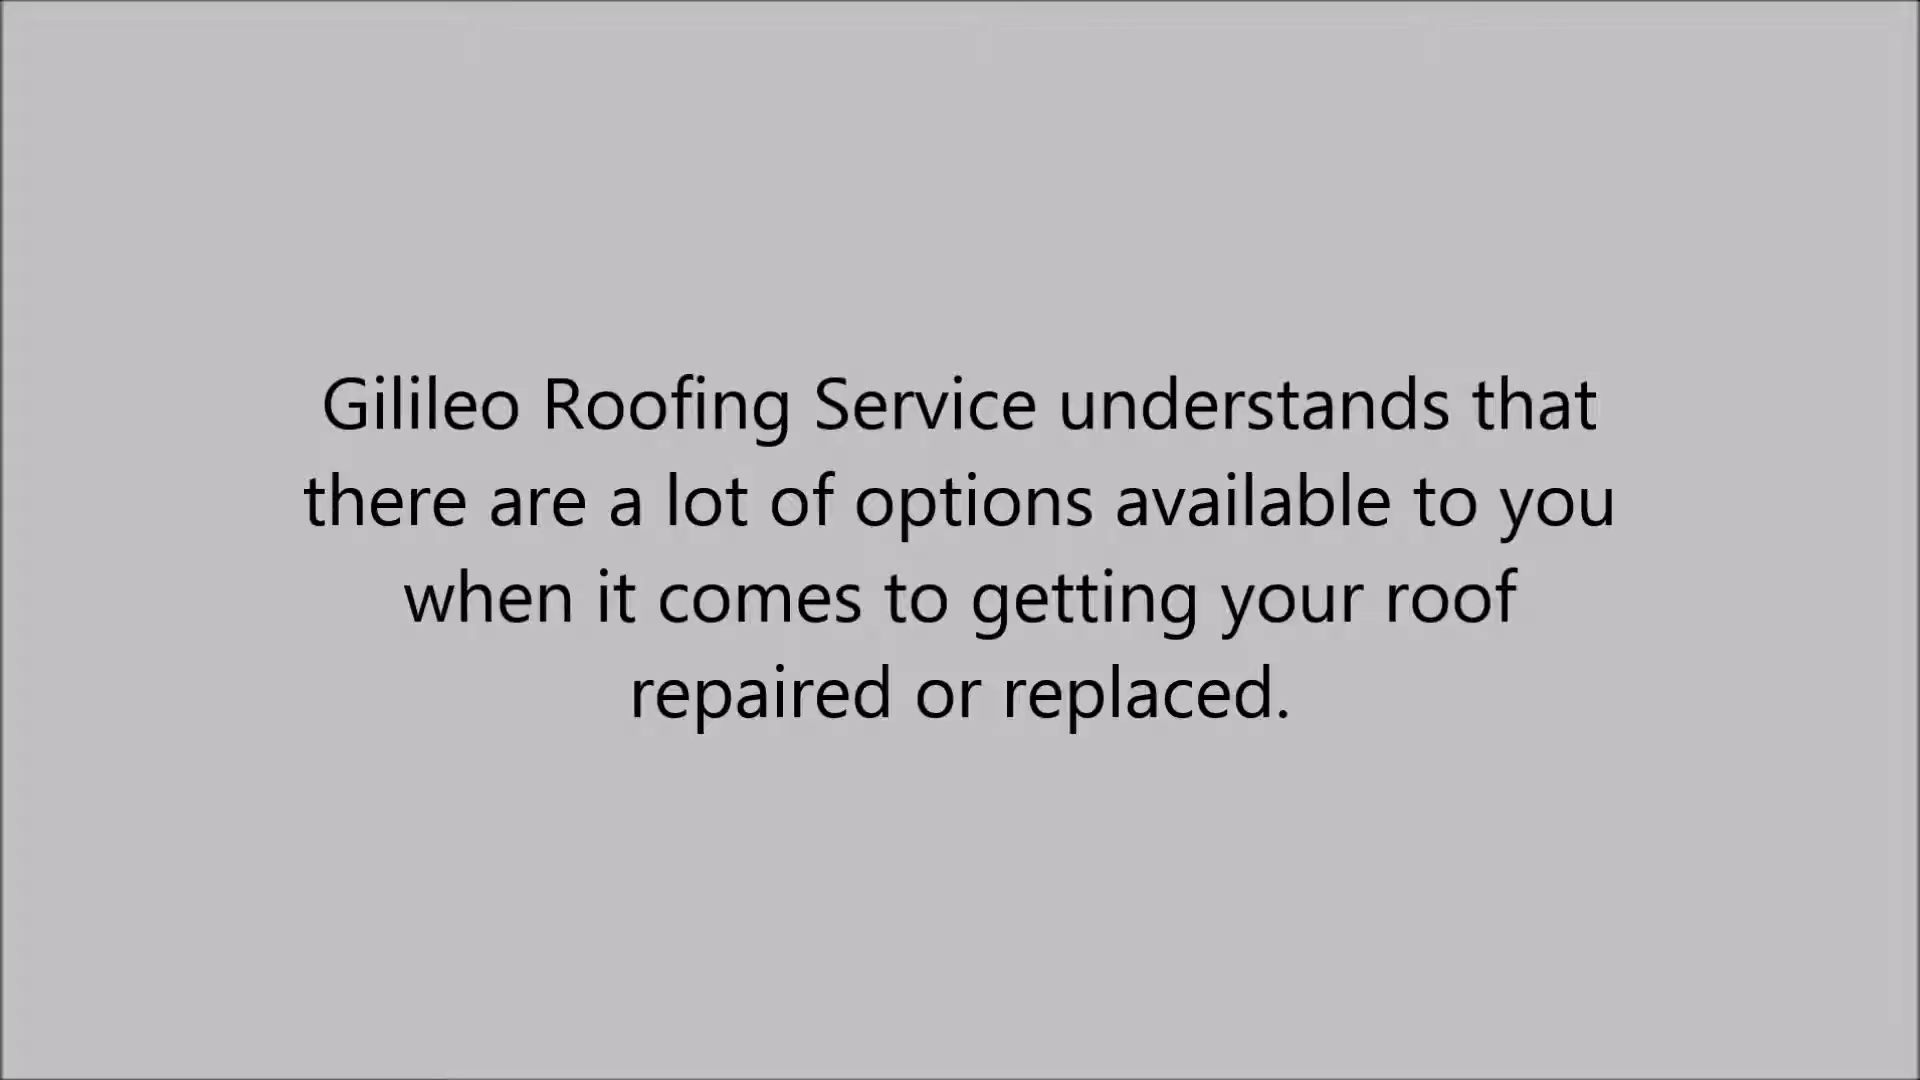 Gilileo Roofing Service understands that
there are a lot of options available to you
when it comes to getting your roof
repaired or replaced.